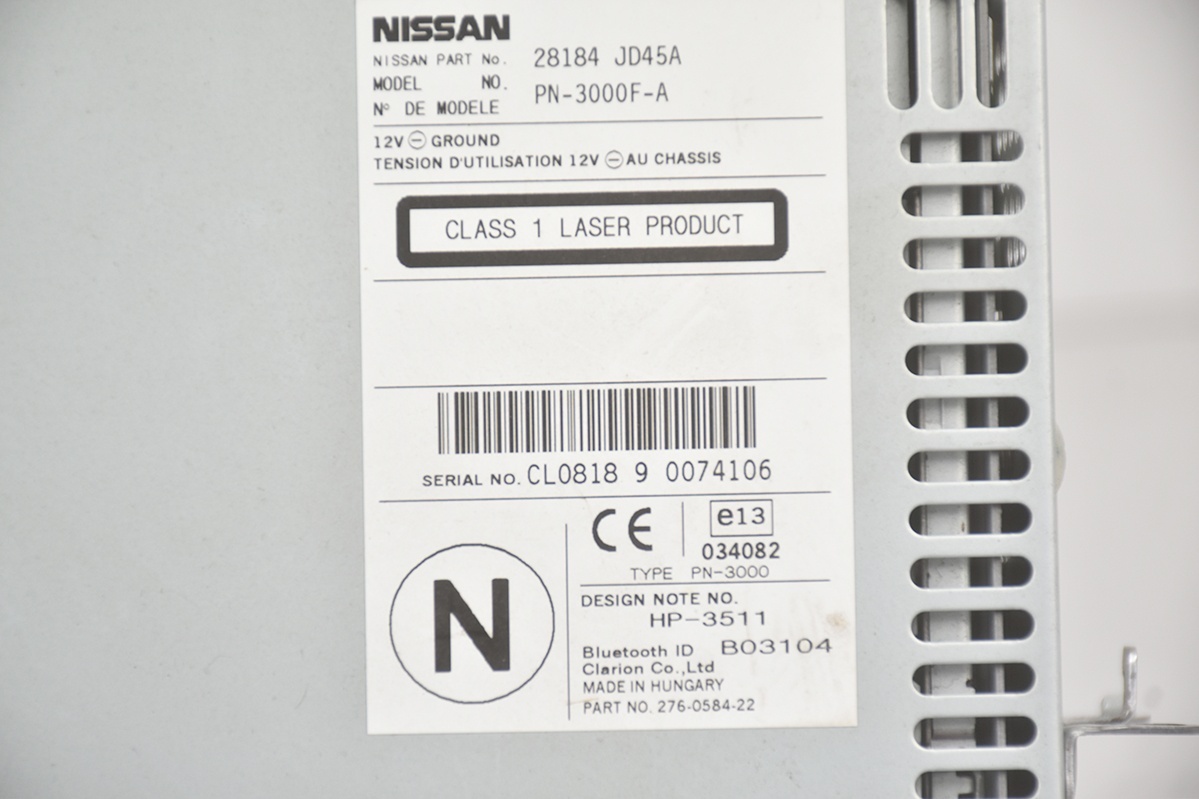 NISSAN
NISSAN PART No. 28184 JD45A
MODEL NO.
N° DE MODELE PN-3000F-A
12V ⊖ GROUND
TENSION D'UTILISATION 12V ⊖ AU CHASSIS
CLASS 1 LASER PRODUCT
SERIAL NO. CL0818 9 0074106
CE e13
034082
TYPE PN-3000
N
DESIGN NOTE NO.
HP-3511
Bluetooth ID B03104
Clarion Co.,Ltd
MADE IN HUNGARY
PART NO. 276-0584-22